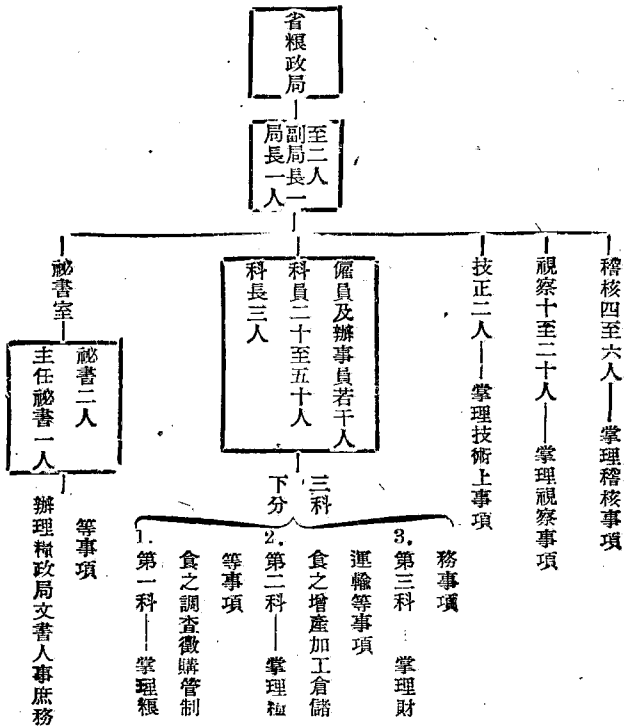 省粮政局
局長一人
副局長一
至二人
祕書室
主任祕書一人
祕書二人
辦理糧政局文書人事庶務
等事項
科長三人
科員二十至五十人
僱員及辦事員若干人
下分
三科
1.第一科——掌理粮
食之調查徵購管制
等事項
2.第二科——掌理糧
食之增產加工倉儲
運輸等事項
3.第三科——掌理財
務事項
技正二人——掌理技術上事項
視察十至二十人——掌理視察事項
稽核四至六人——掌理稽核事項